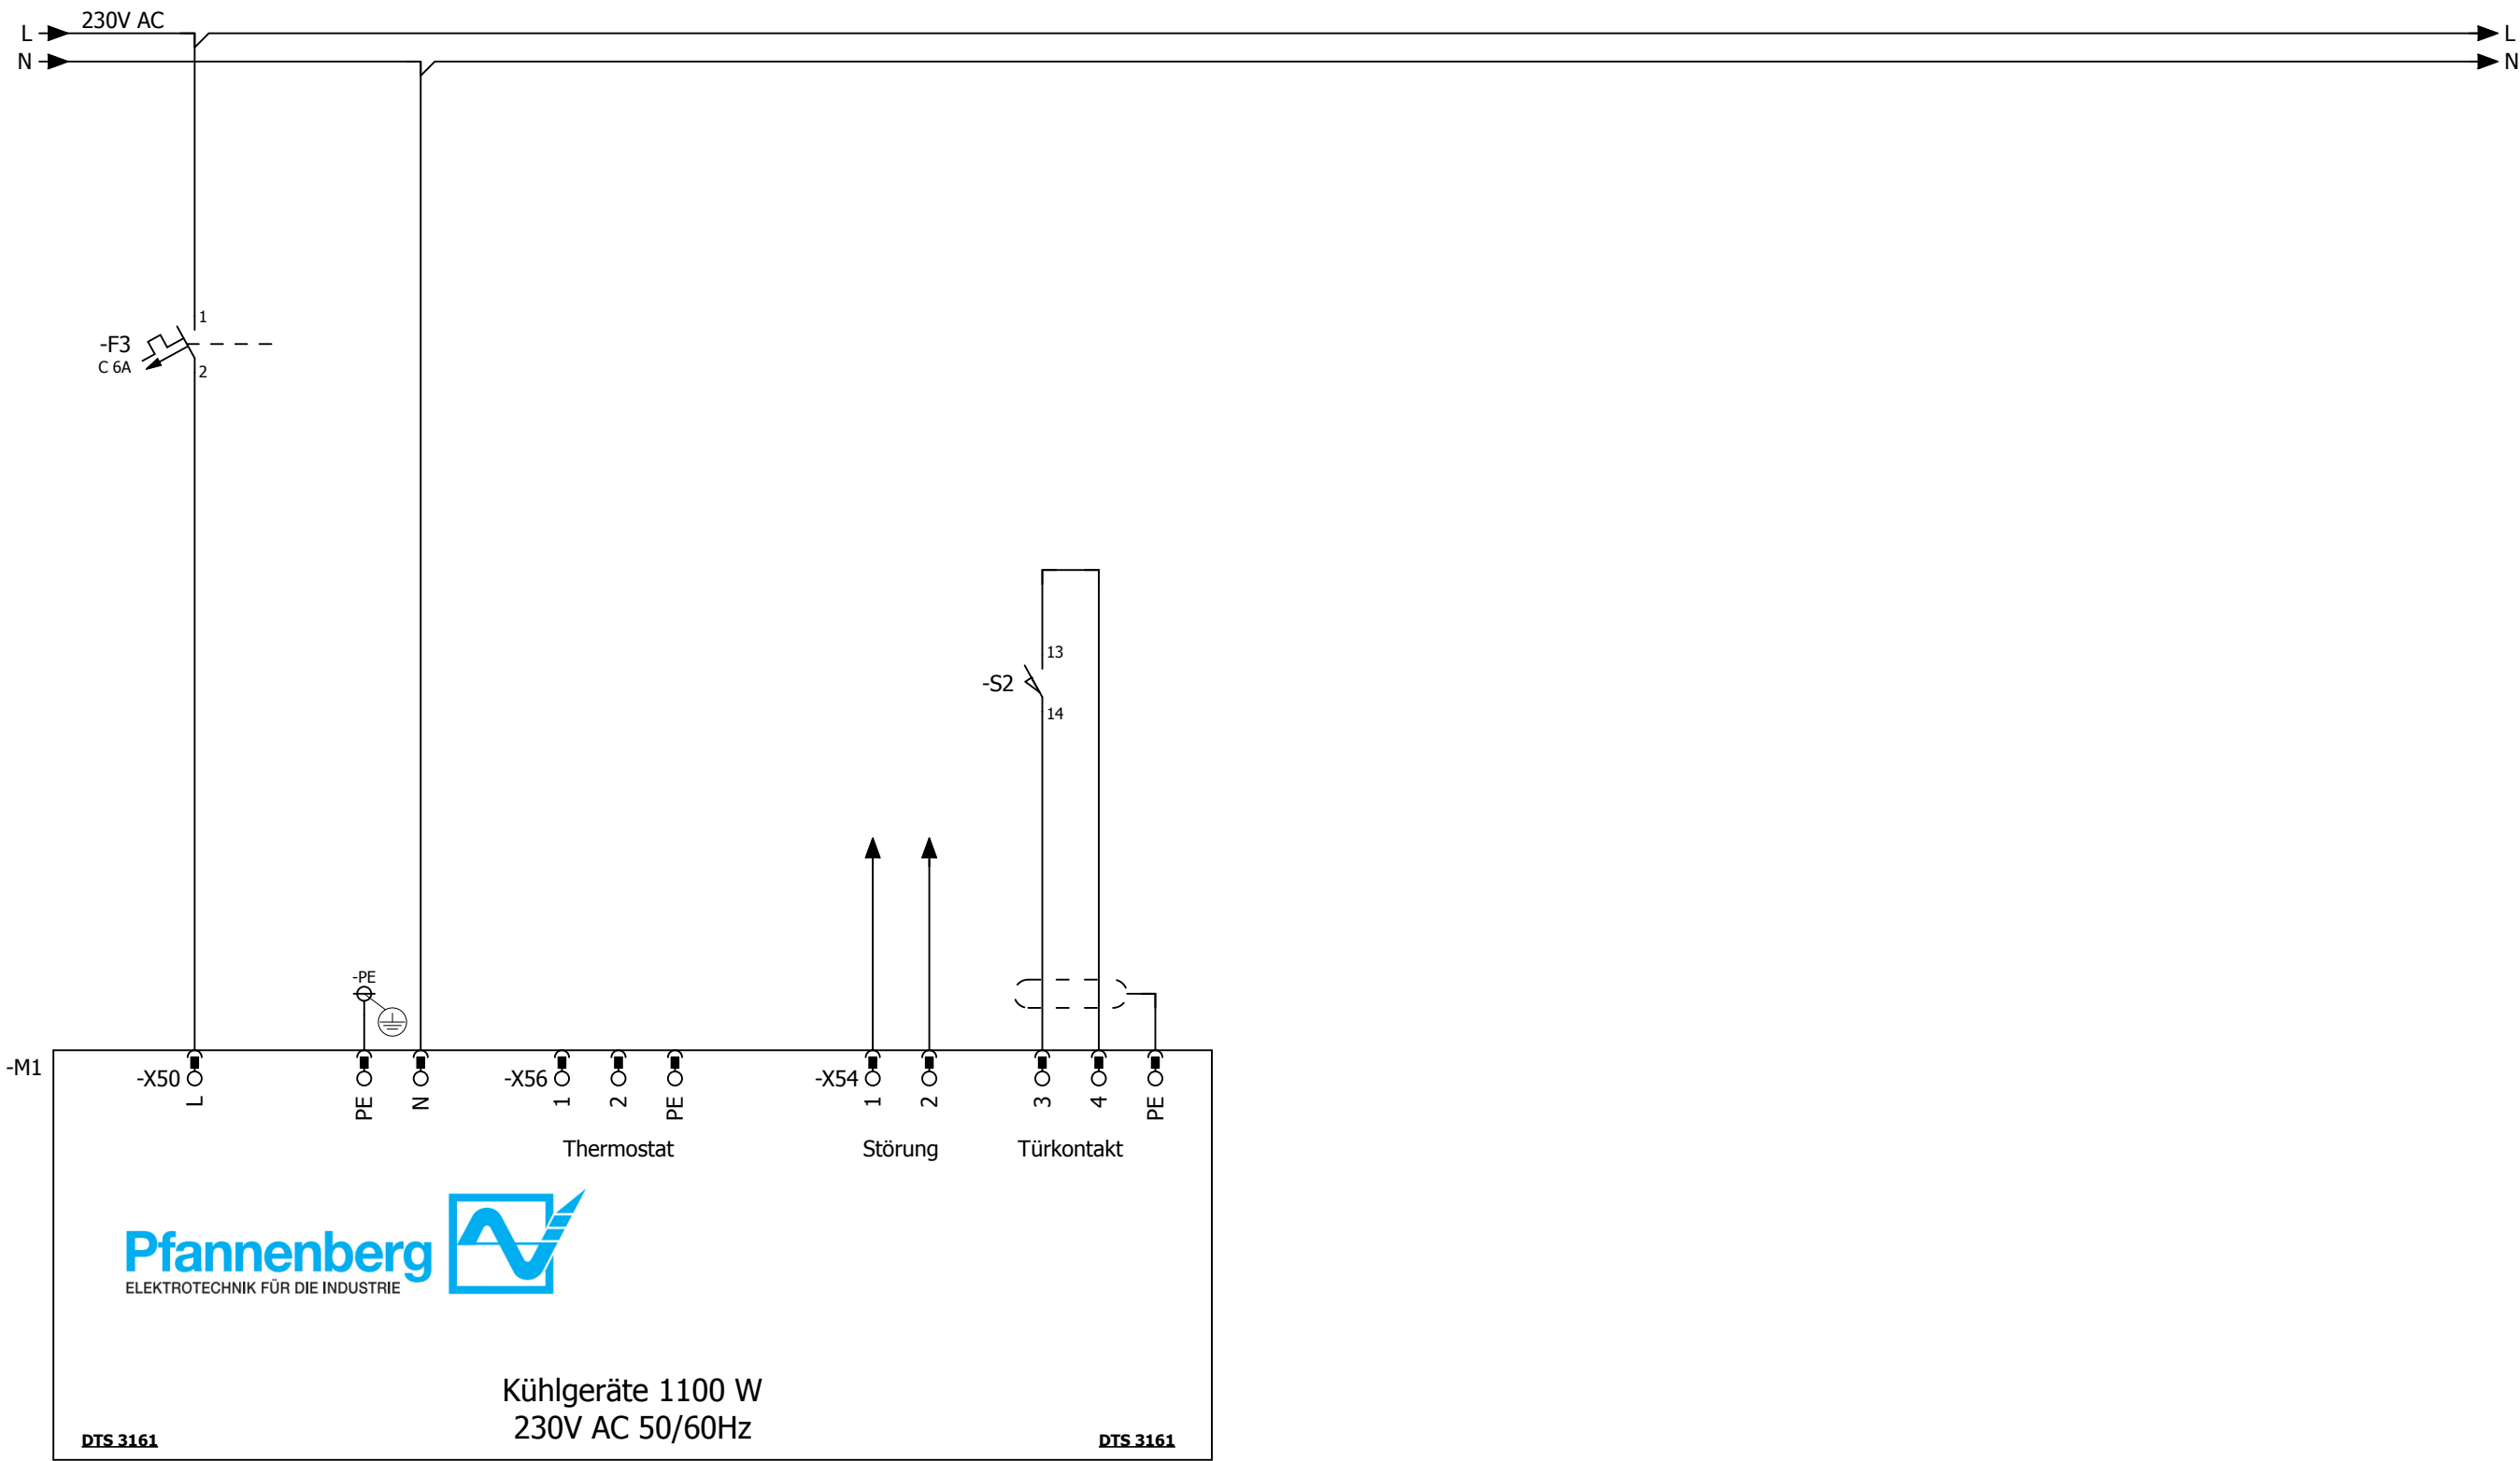 230V AC
L
L
N
N
1
-F3
C 6A
2
13
-S2
14
-PE
-M1
-X50
L
PE
N
-X56
1
2
PE
-X54
1
2
3
4
PE
Thermostat
Störung
Türkontakt
Pfannenberg
ELEKTROTECHNIK FÜR DIE INDUSTRIE
Kühlgeräte 1100 W
230V AC 50/60Hz
DTS 3161
DTS 3161